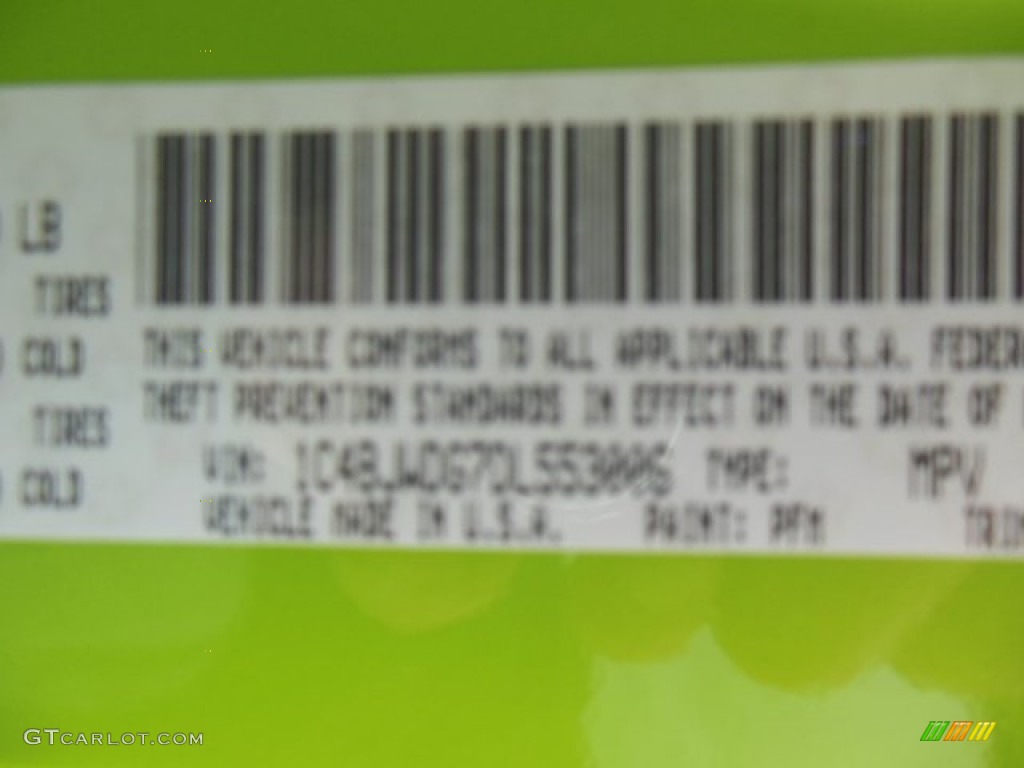 LB
TIRES
COLD
TIRES
COLD
THIS VEHICLE CONFORMS TO ALL APPLICABLE U.S.A. FEDERA
THEFT PREVENTION STANDARDS IN EFFECT ON THE DATE OF
VIN: 1C4BJWDG7DL553006 TYPE: MPV
VEHICLE MADE IN U.S.A. PAINT: PFM TRIM
GTCARLOT.COM